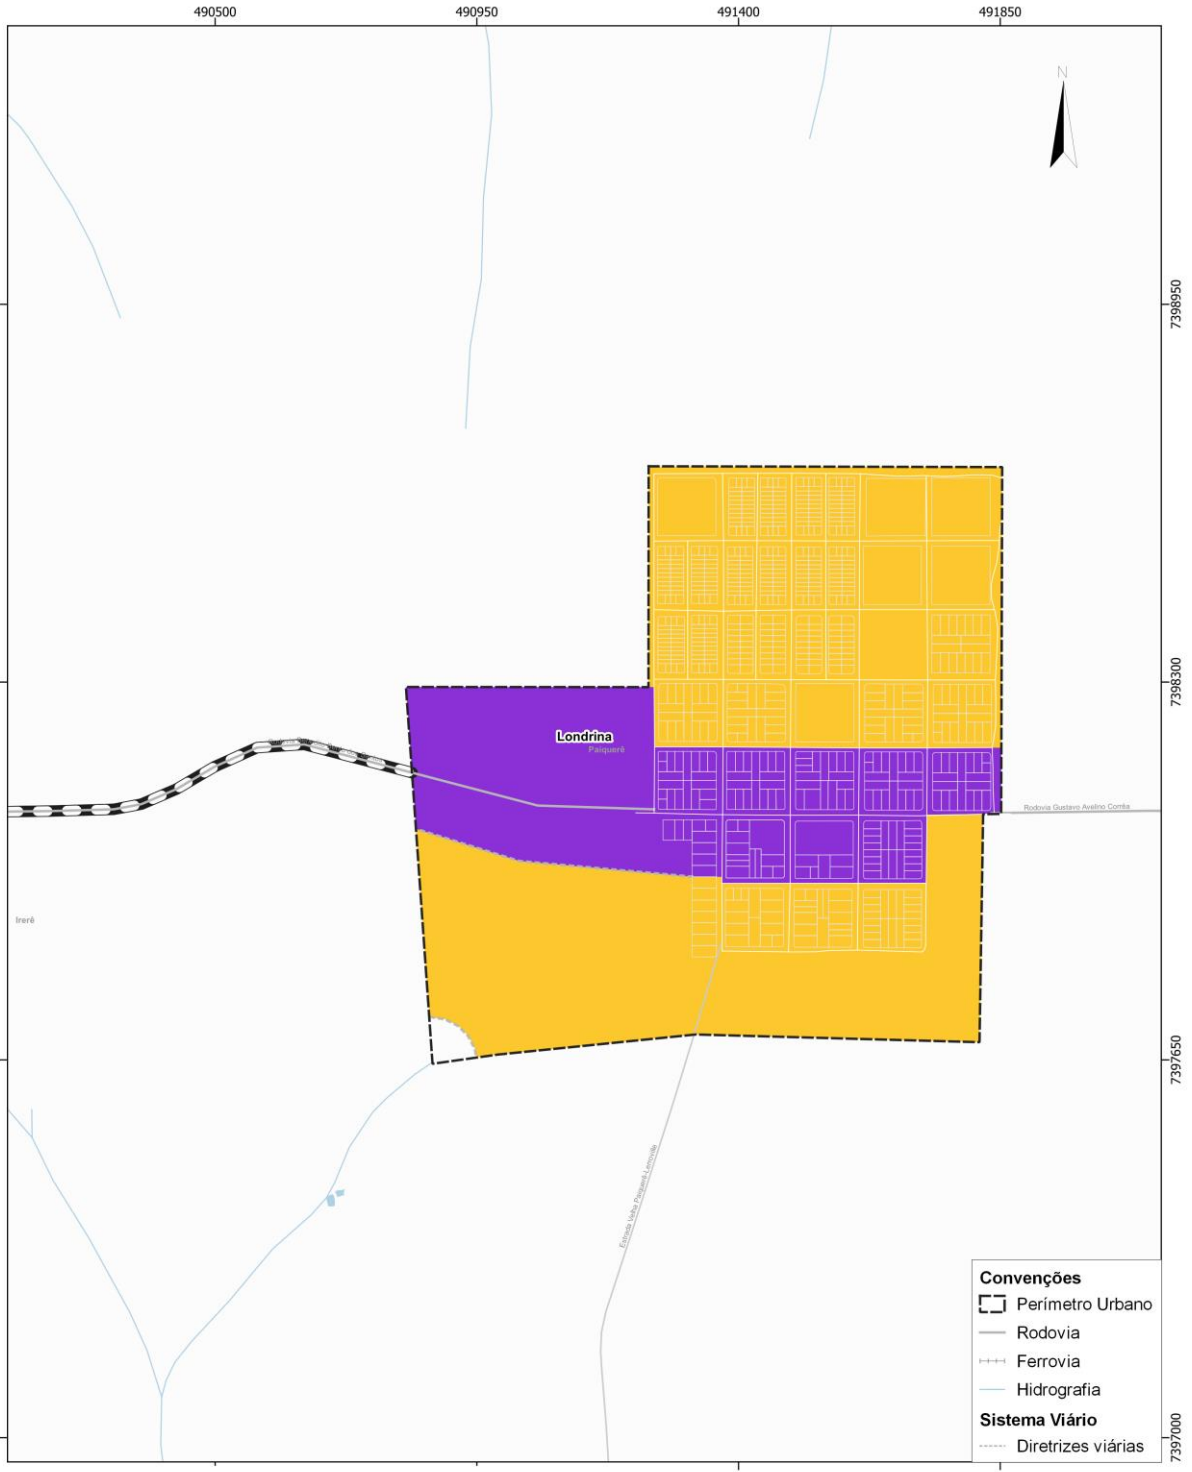 490500 490950 491400 491850
N
7398950
7398300
Londrina
Paiquerê
Rodovia Gustavo Avelino Corrêa
Irerê
7397650
Estrada Velha Paiquerê-Lerroville
Convenções
Perímetro Urbano
Rodovia
Ferrovia
Hidrografia
Sistema Viário
Diretrizes viárias
7397000